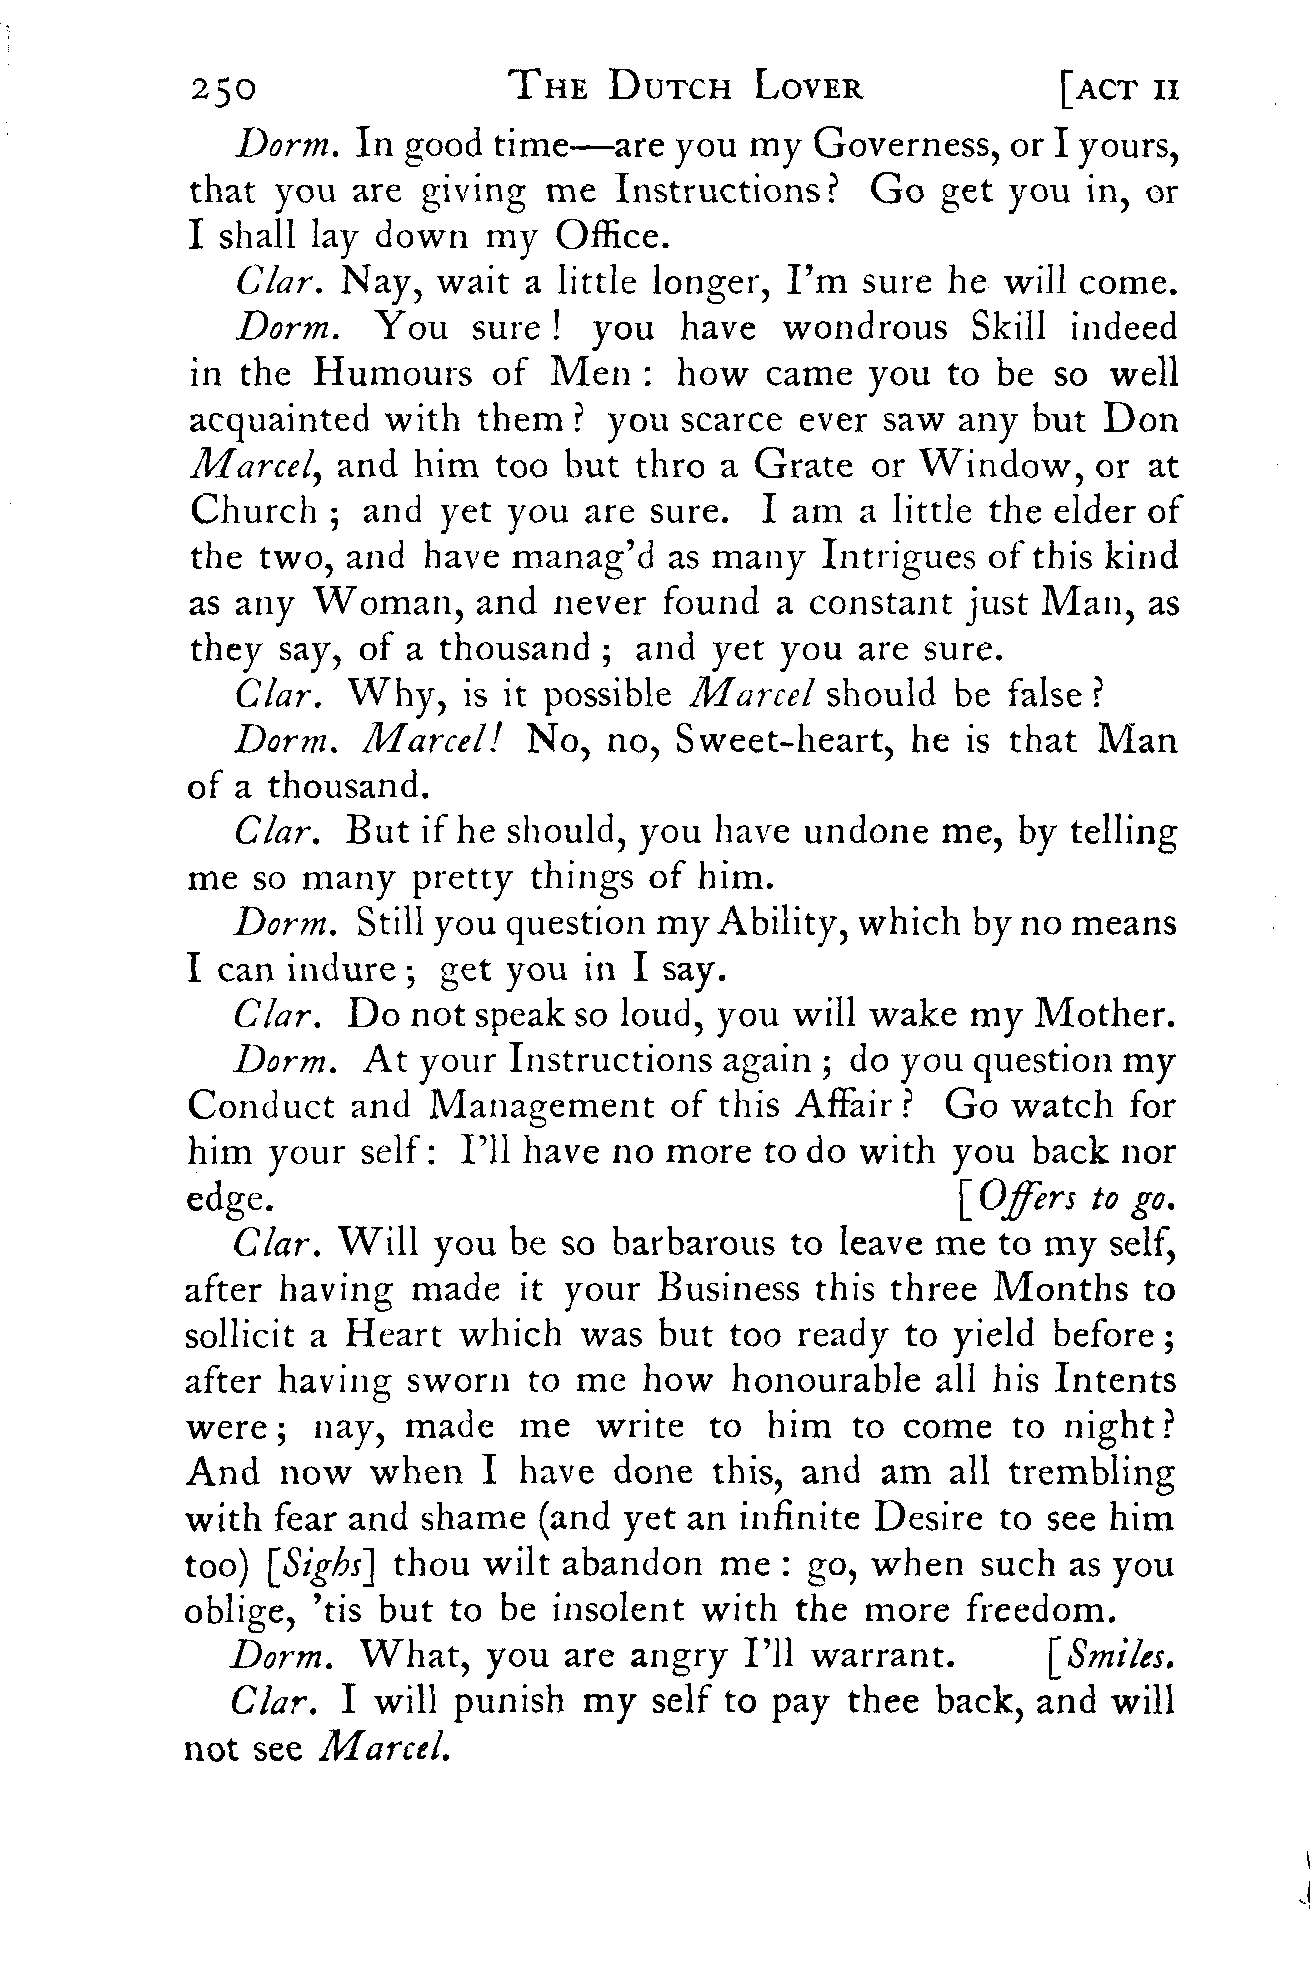 250 THE DUTCH LOVER [ACT II
Dorm. In good time—are you my Governess, or I yours,
that you are giving me Instructions? Go get you in, or
I shall lay down my Office.
Clar. Nay, wait a little longer, I'm sure he will come.
Dorm. You sure! you have wondrous Skill indeed
in the Humours of Men: how came you to be so well
acquainted with them? you scarce ever saw any but Don
Marcel, and him too but thro a Grate or Window, or at
Church; and yet you are sure. I am a little the elder of
the two, and have manag'd as many Intrigues of this kind
as any Woman, and never found a constant just Man, as
they say, of a thousand; and yet you are sure.
Clar. Why, is it possible Marcel should be false?
Dorm. Marcel! No, no, Sweet-heart, he is that Man
of a thousand.
Clar. But if he should, you have undone me, by telling
me so many pretty things of him.
Dorm. Still you question my Ability, which by no means
I can indure; get you in I say.
Clar. Do not speak so loud, you will wake my Mother.
Dorm. At your Instructions again; do you question my
Conduct and Management of this Affair? Go watch for
him your self: I'll have no more to do with you back nor
edge. [Offers to go.
Clar. Will you be so barbarous to leave me to my self,
after having made it your Business this three Months to
sollicit a Heart which was but too ready to yield before;
after having sworn to me how honourable all his Intents
were; nay, made me write to him to come to night?
And now when I have done this, and am all trembling
with fear and shame (and yet an infinite Desire to see him
too) [Sighs] thou wilt abandon me: go, when such as you
oblige, 'tis but to be insolent with the more freedom.
Dorm. What, you are angry I'll warrant. [Smiles.
Clar. I will punish my self to pay thee back, and will
not see Marcel.